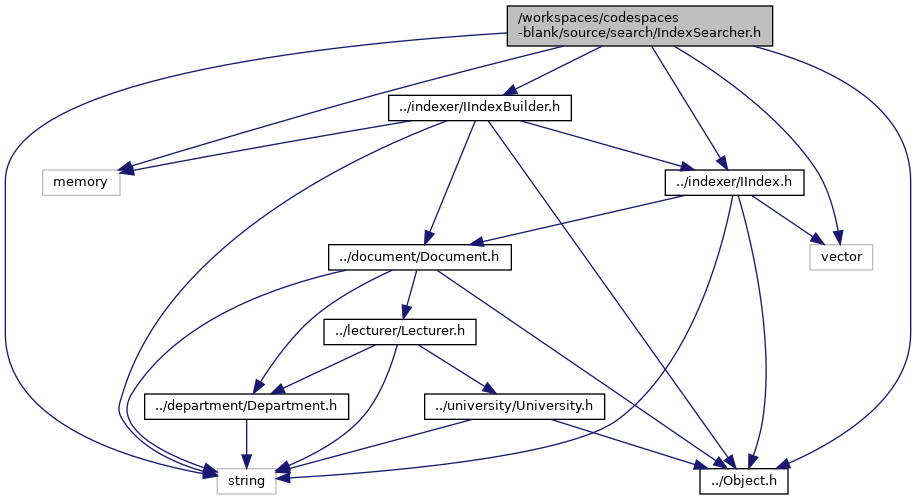 /workspaces/codespaces
-blank/source/search/IndexSearcher.h
../indexer/IIndexBuilder.h
memory
../indexer/IIndex.h
../document/Document.h
vector
../lecturer/Lecturer.h
../department/Department.h
../university/University.h
string
../Object.h